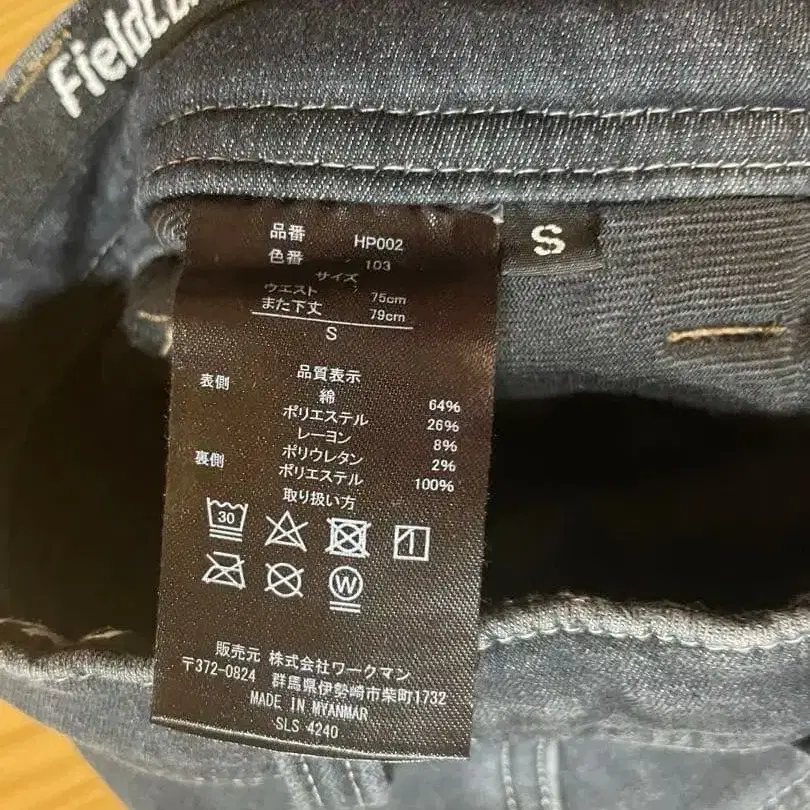 FieldCo
S
品番 HP002
色番 103
サイズ
ウエスト 75cm
また下丈 79cm
S
品質表示
表側
綿 64%
ポリエステル 26%
レーヨン 8%
ポリウレタン 2%
裏側 ポリエステル 100%
取り扱い方
30
W
販売元 株式会社ワークマン
〒372-0824 群馬県伊勢崎市柴町1732
MADE IN MYANMAR
SLS 4240